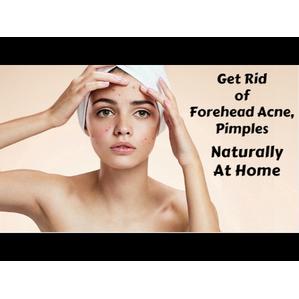 Get Rid
of
Forehead Acne,
Pimples
Naturally
At Home